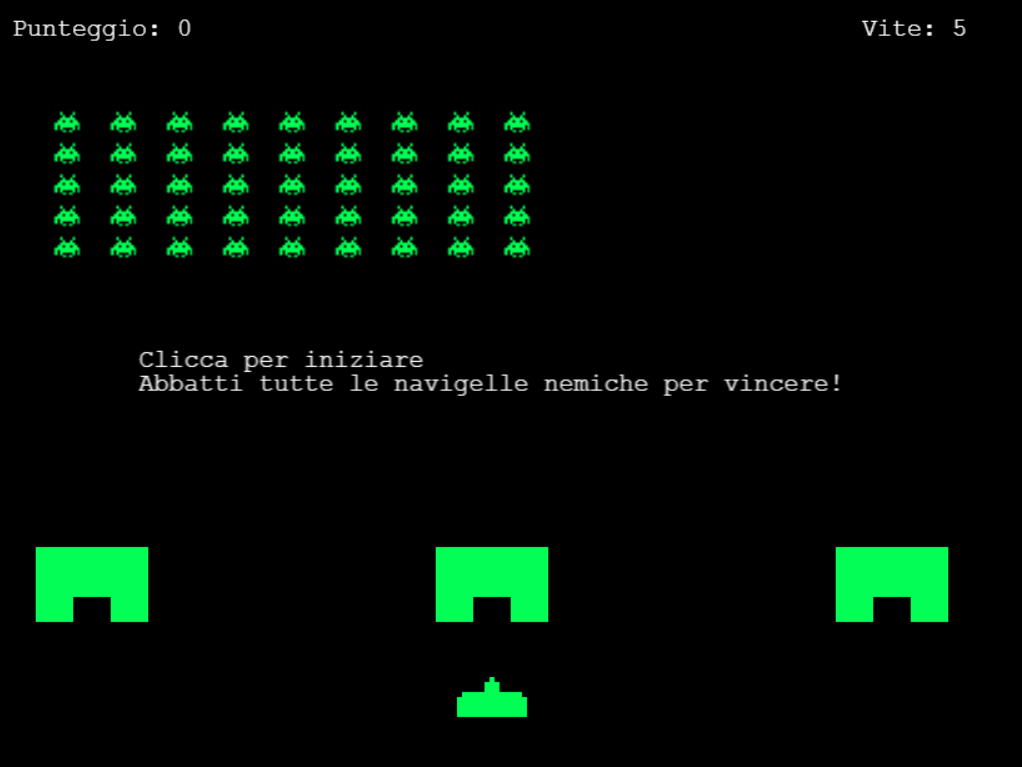 Punteggio: 0
Vite: 5
Clicca per iniziare
Abbatti tutte le navigelle nemiche per vincere!